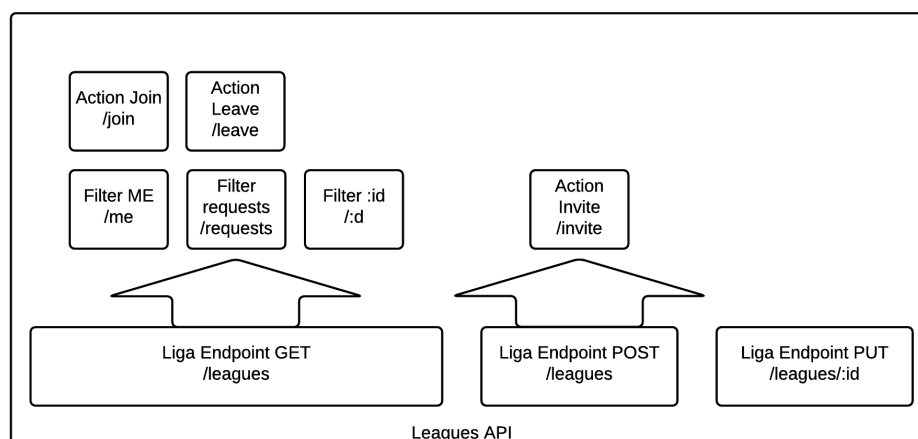 Action Join
/join
Action
Leave
/leave
Filter ME
/me
Filter
requests
/requests
Filter :id
/:d
Action
Invite
/invite
Liga Endpoint GET
/leagues
Liga Endpoint POST
/leagues
Liga Endpoint PUT
/leagues/:id
Leagues API